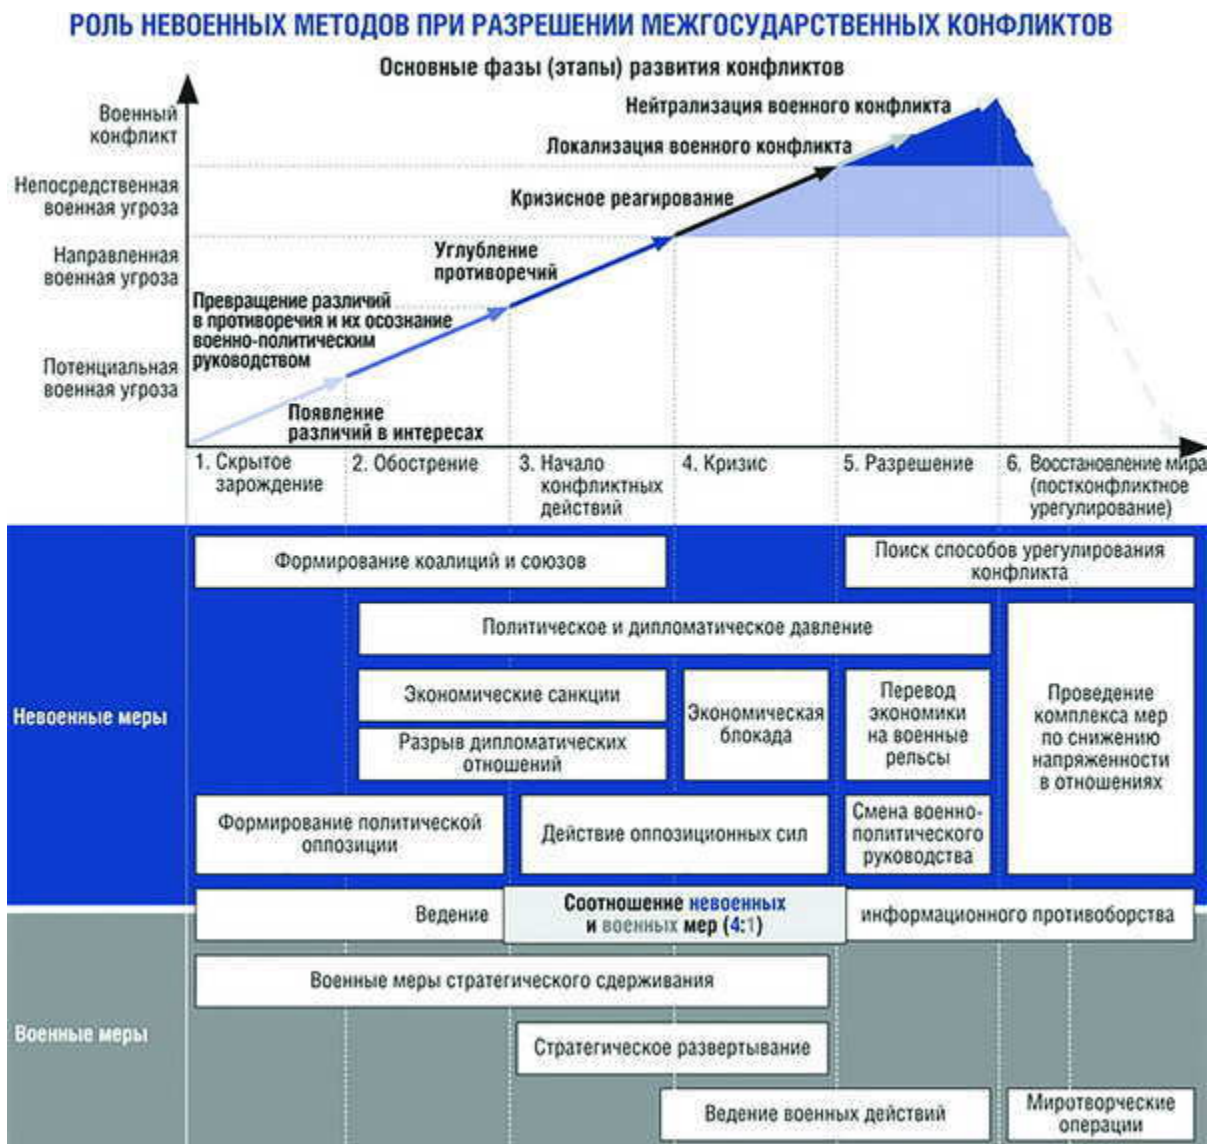 РОЛЬ НЕВОЕННЫХ МЕТОДОВ ПРИ РАЗРЕШЕНИИ МЕЖГОСУДАРСТВЕННЫХ КОНФЛИКТОВ
Основные фазы (этапы) развития конфликтов
Военный
конфликт
Непосредственная
военная угроза
Направленная
военная угроза
Потенциальная
военная угроза
Нейтрализация военного конфликта
Локализация военного конфликта
Кризисное реагирование
Углубление
противоречий
Превращение различий
в противоречия и их осознание
военно-политическим
руководством
Появление
различий в интересах
1. Скрытое
зарождение
2. Обострение
3. Начало
конфликтных
действий
4. Кризис
5. Разрешение
6. Восстановление мира
(постконфликтное
урегулирование)
Невоенные меры
Формирование коалиций и союзов
Поиск способов урегулирования
конфликта
Политическое и дипломатическое давление
Экономические санкции
Разрыв дипломатических
отношений
Экономическая
блокада
Перевод
экономики
на военные
рельсы
Проведение
комплекса мер
по снижению
напряженности
в отношениях
Формирование политической
оппозиции
Действие оппозиционных сил
Смена военно-
политического
руководства
Ведение
Соотношение невоенных
и военных мер (4:1)
информационного противоборства
Военные меры
Военные меры стратегического сдерживания
Стратегическое развертывание
Ведение военных действий
Миротворческие
операции